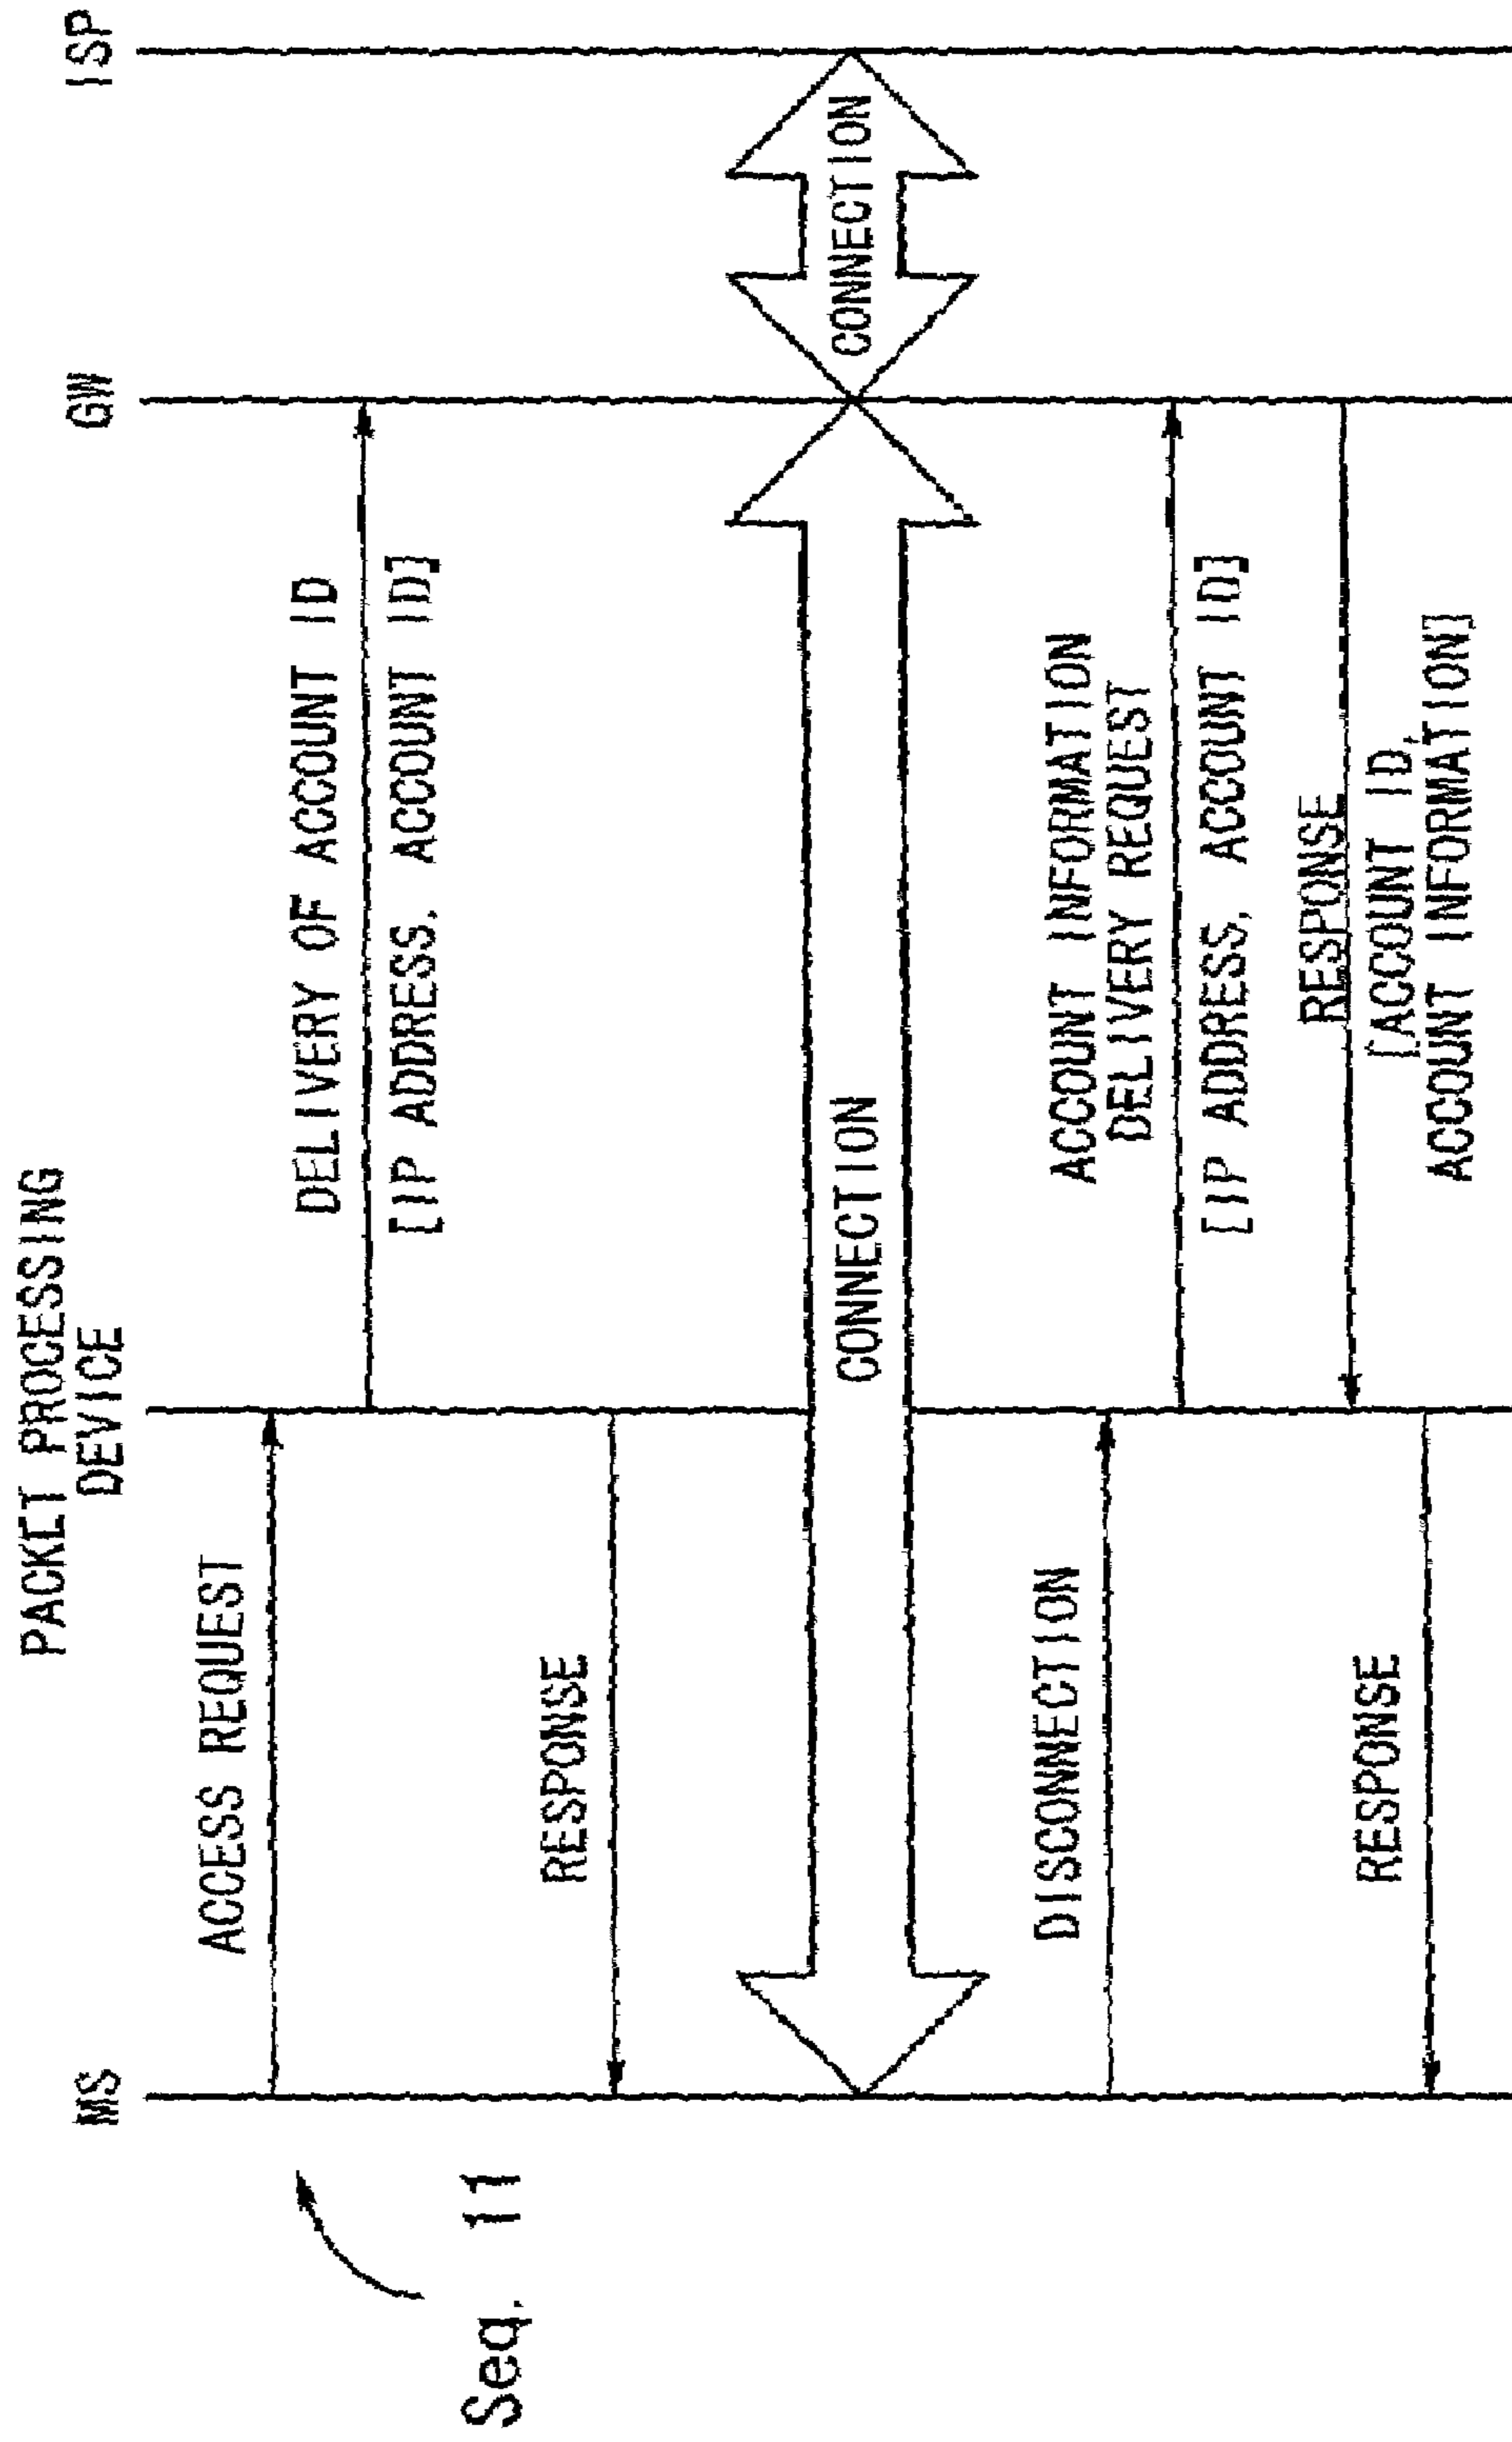 MS
PACKET PROCESSING
DEVICE
GW
ISP
Seq. 11
ACCESS REQUEST
DELIVERY OF ACCOUNT ID
[IP ADDRESS, ACCOUNT ID]
RESPONSE
CONNECTION
CONNECTION
DISCONNECTION
ACCOUNT INFORMATION
DELIVERY REQUEST
[IP ADDRESS, ACCOUNT ID]
RESPONSE
[ACCOUNT ID,
ACCOUNT INFORMATION]
RESPONSE